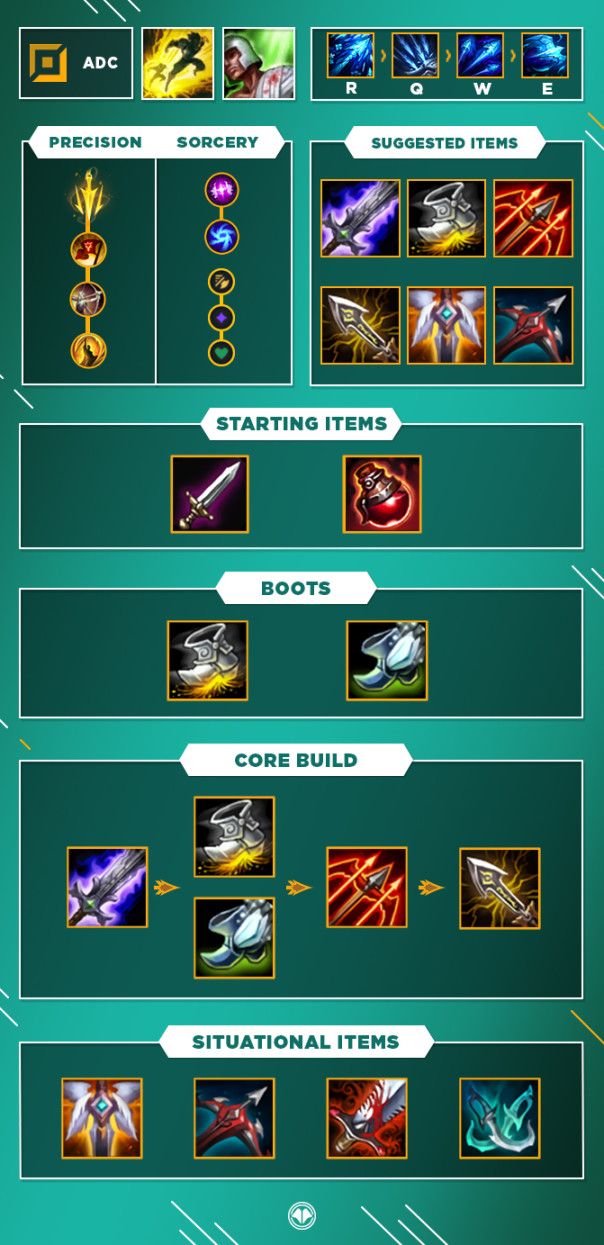 ADC
R
Q
W
E
PRECISION
SORCERY
SUGGESTED ITEMS
STARTING ITEMS
BOOTS
CORE BUILD
SITUATIONAL ITEMS